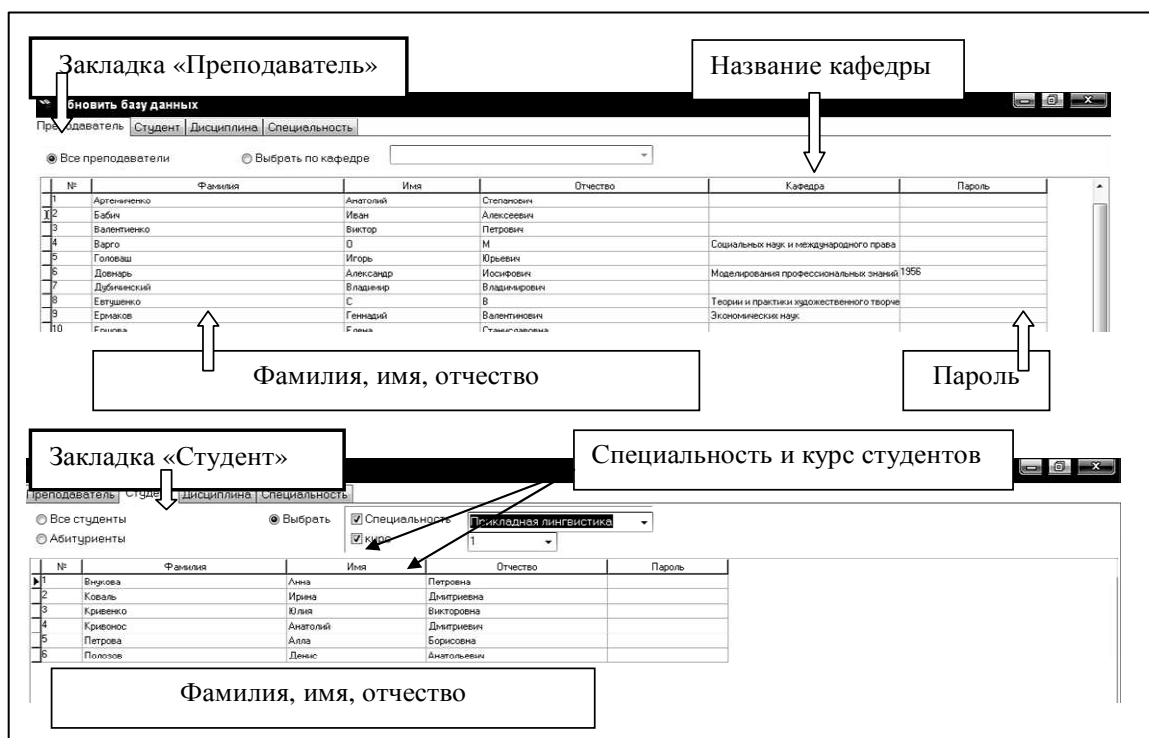 Закладка «Преподаватель»
Название кафедры
бновить базу данных
Преподаватель Студент Дисциплина Специальность
Все преподаватели Выбрать по кафедре
№ Фамилия Имя Отчество Кафедра Пароль
1 Артениченко Анатолий Степанович
2 Бабич Иван Алексеевич
3 Валентиенко Виктор Петрович
4 Варго О М Социальных наук и международного права
5 Головаш Игорь Юрьевич
6 Довнарь Александр Иосифович Моделирования профессиональных знаний 1956
7 Дубичинский Владимир Владимирович
8 Евтушенко С В Теории и практики художественного творче
9 Ермаков Геннадий Валентинович Экономических наук
10 Ершова Елена Станиславовна
Фамилия, имя, отчество
Пароль
Закладка «Студент»
Специальность и курс студентов
Преподаватель Студент Дисциплина Специальность
Все студенты Выбрать Специальность Прикладная лингвистика
Абитуриенты курс 1
№ Фамилия Имя Отчество Пароль
1 Внукова Анна Петровна
2 Коваль Ирина Дмитриевна
3 Кривенко Юлия Викторовна
4 Кривонос Анатолий Дмитриевич
5 Петрова Алла Борисовна
6 Полозов Денис Анатольевич
Фамилия, имя, отчество